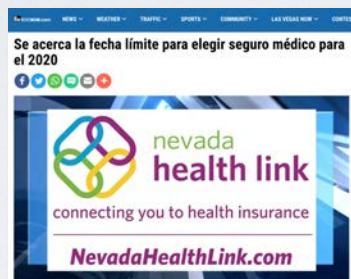 NEWS WEATHER TRAFFIC SPORTS COMMUNITY LAS VEGAS NOW
Se acerca la fecha límite para elegir seguro médico para
el 2020
nevada
health link
connecting you to health insurance
NevadaHealthLink.com